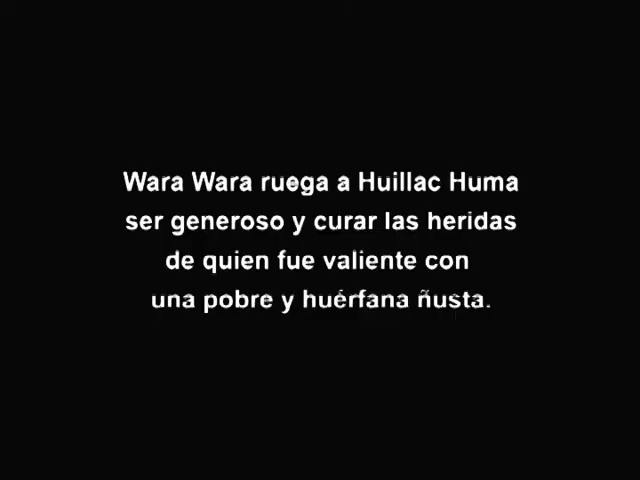 Wara Wara ruega a Huillac Huma
ser generoso y curar las heridas
de quien fue valiente con
una pobre y huérfana ñusta.